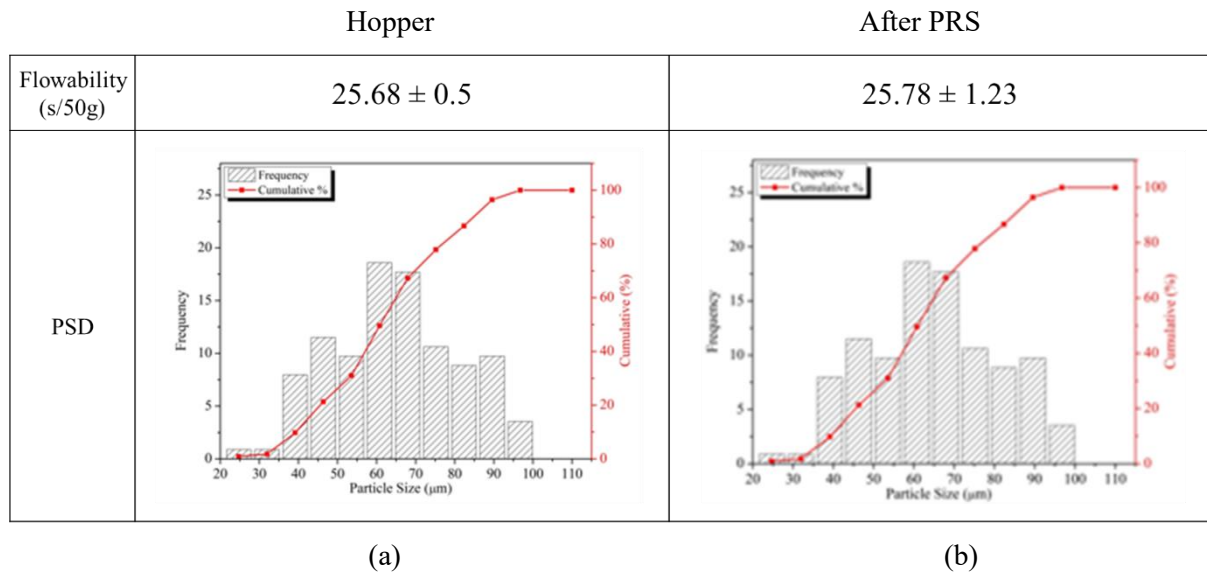 Hopper
After PRS
Flowability
(s/50g)
25.68 ± 0.5
25.78 ± 1.23
PSD
Frequency
Cumulative %
25
20
15
10
5
0
Frequency
100
80
60
40
20
0
Cumulative (%)
20 30 40 50 60 70 80 90 100 110
Particle Size (μm)
Frequency
Cumulative %
25
20
15
10
5
0
Frequency
100
80
60
40
20
0
Cumulative (%)
20 30 40 50 60 70 80 90 100 110
Particle Size (μm)
(a)
(b)